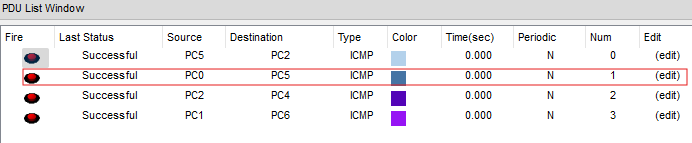 PDU List Window
Fire Last Status Source Destination Type Color Time(sec) Periodic Num Edit
Successful PC5 PC2 ICMP 0.000 N 0 (edit)
Successful PC0 PC5 ICMP 0.000 N 1 (edit)
Successful PC2 PC4 ICMP 0.000 N 2 (edit)
Successful PC1 PC6 ICMP 0.000 N 3 (edit)